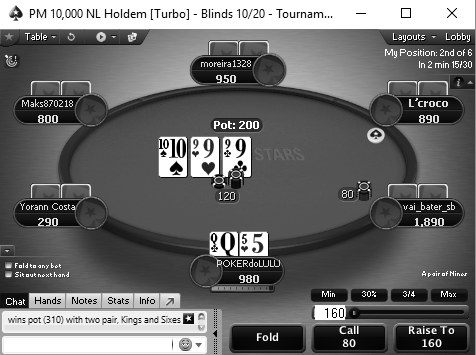 PM 10,000 NL Holdem [Turbo] - Blinds 10/20 - Tournam...
Table
Layouts
Lobby
My Position: 2nd of 6
In 2 min 15/30
moreira1328
950
Maks870218
800
L'croco
890
Pot: 200
10 10 9 9 9 9
STARS
120
80
Yorann Costa
290
vai_bater_sb
1,890
Q Q 5 5
POKERdoLULU
980
Fold to any bet
Sit out next hand
A pair of Nines
Chat Hands Notes Stats Info
Min 30% 3/4 Max
160
wins pot (310) with two pair, Kings and Sixes
Fold
Call
80
Raise To
160